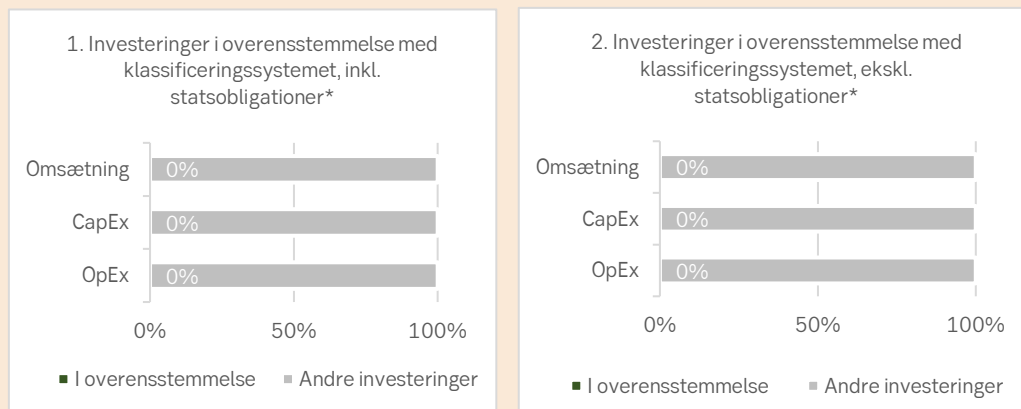 1. Investeringer i overensstemmelse med
klassificeringssystemet, inkl.
statsobligationer*
Omsætning
0%
CapEx
0%
OpEx
0%
0%
50%
100%
I overensstemmelse
Andre investeringer
2. Investeringer i overensstemmelse med
klassificeringssystemet, ekskl.
statsobligationer*
Omsætning
0%
CapEx
0%
OpEx
0%
0%
50%
100%
I overensstemmelse
Andre investeringer